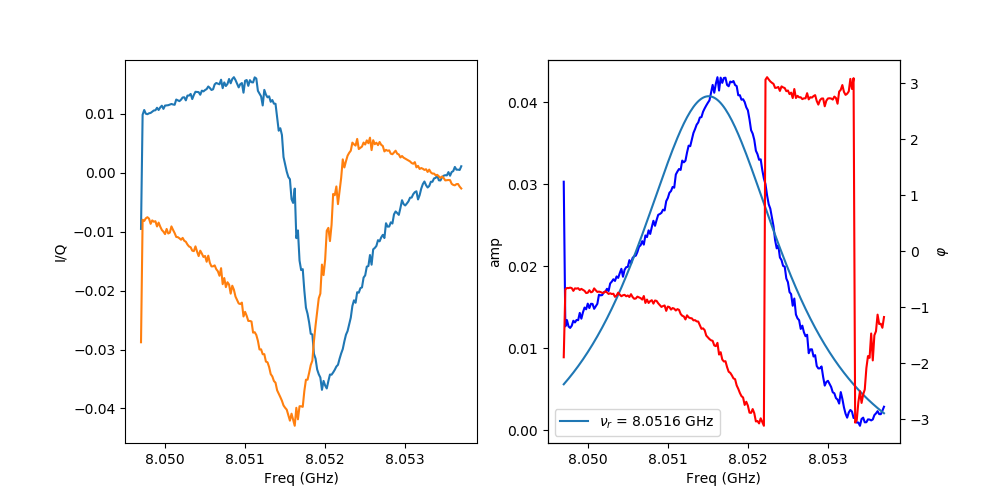 0.01
0.00
−0.01
−0.02
−0.03
−0.04
I/Q
8.050 8.051 8.052 8.053
Freq (GHz)
0.04
0.03
0.02
0.01
0.00
amp
3
2
1
0
−1
−2
−3
φ
νr = 8.0516 GHz
8.050 8.051 8.052 8.053
Freq (GHz)